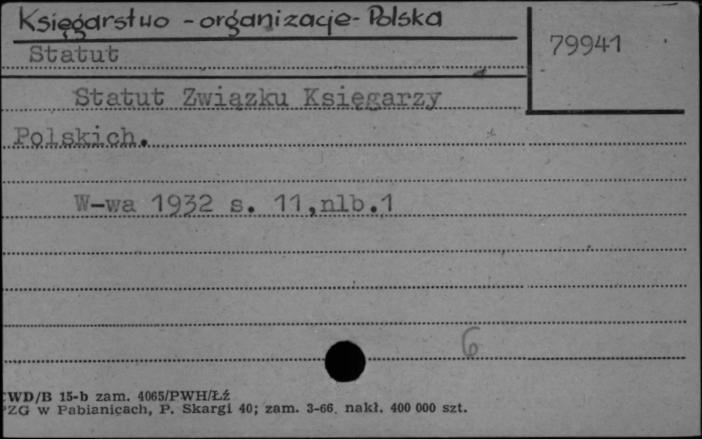 Księgarstwo - organizacje - Polska
79941
Statut
Statut Związku Księgarzy
Polskich.
W-wa 1932 s. 11,nlb.1
6
WD/B 15-b zam. 4065/PWH/Łź
PZG w Pabianicach, P. Skargi 40; zam. 3-66. nakł. 400 000 szt.